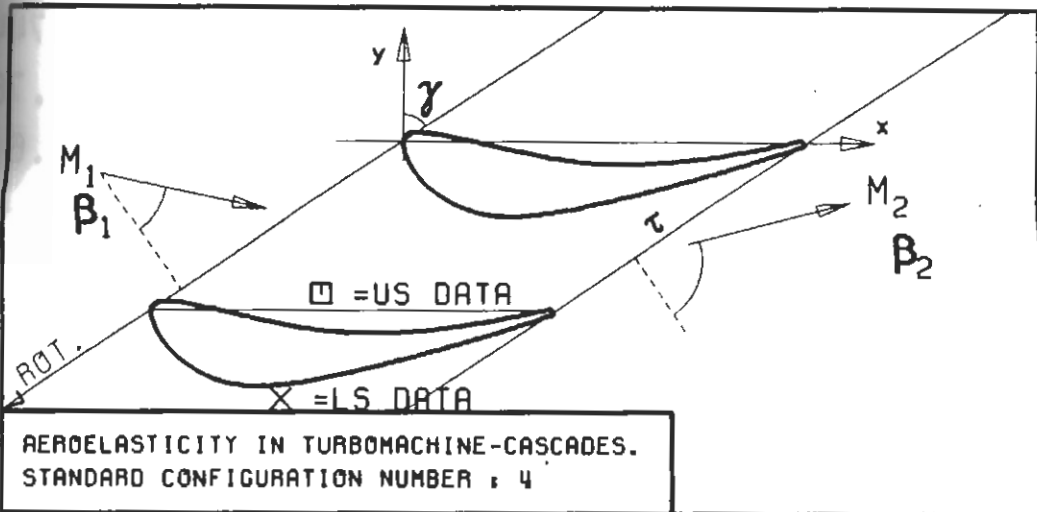 y
γ
x
M₁
β₁
τ
M₂
β₂
□ =US DATA
ROT.
X =LS DATA
AEROELASTICITY IN TURBOMACHINE-CASCADES.
STANDARD CONFIGURATION NUMBER : 4